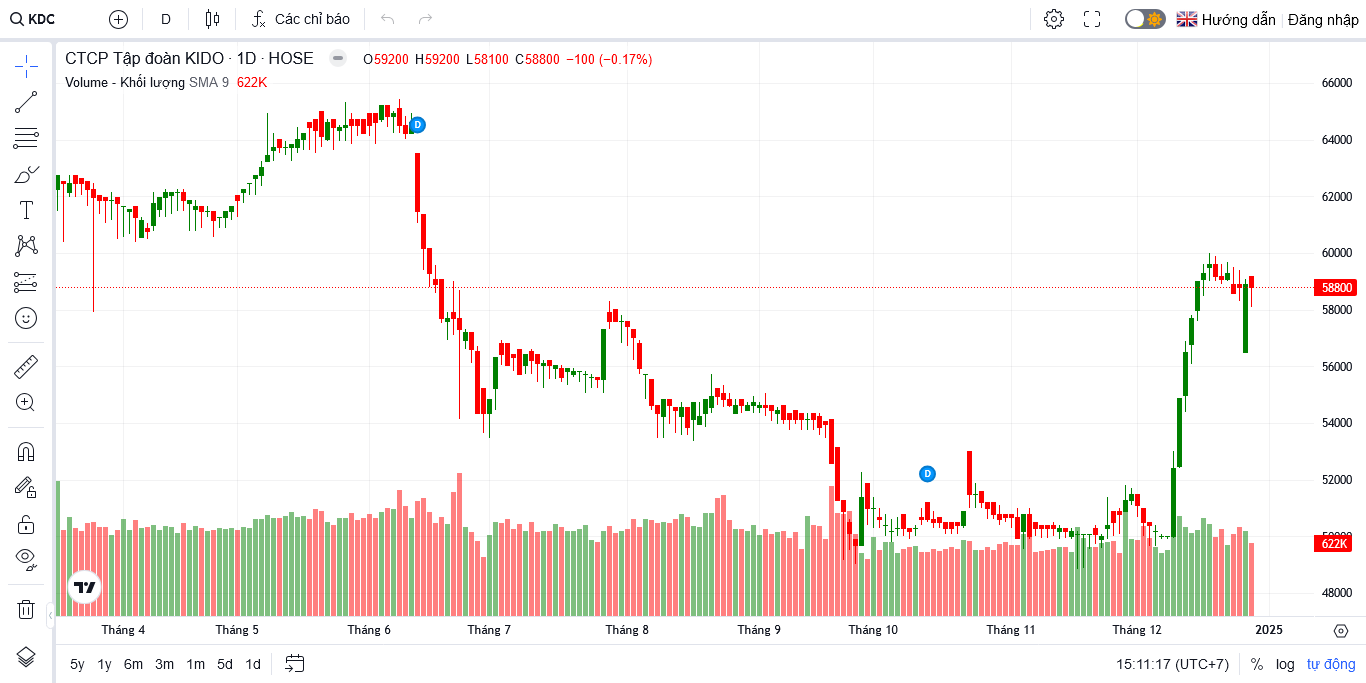 KDC D Các chỉ báo Hướng dẫn Đăng nhập
CTCP Tập đoàn KIDO · 1D · HOSE O59200 H59200 L58100 C58800 −100 (−0.17%)
Volume - Khối lượng SMA 9 622K
66000
D
64000
62000
60000
58800
58000
56000
54000
D
52000
622K
48000
Tháng 4 Tháng 5 Tháng 6 Tháng 7 Tháng 8 Tháng 9 Tháng 10 Tháng 11 Tháng 12 2025
5y 1y 6m 3m 1m 5d 1d 15:11:17 (UTC+7) % log tự động